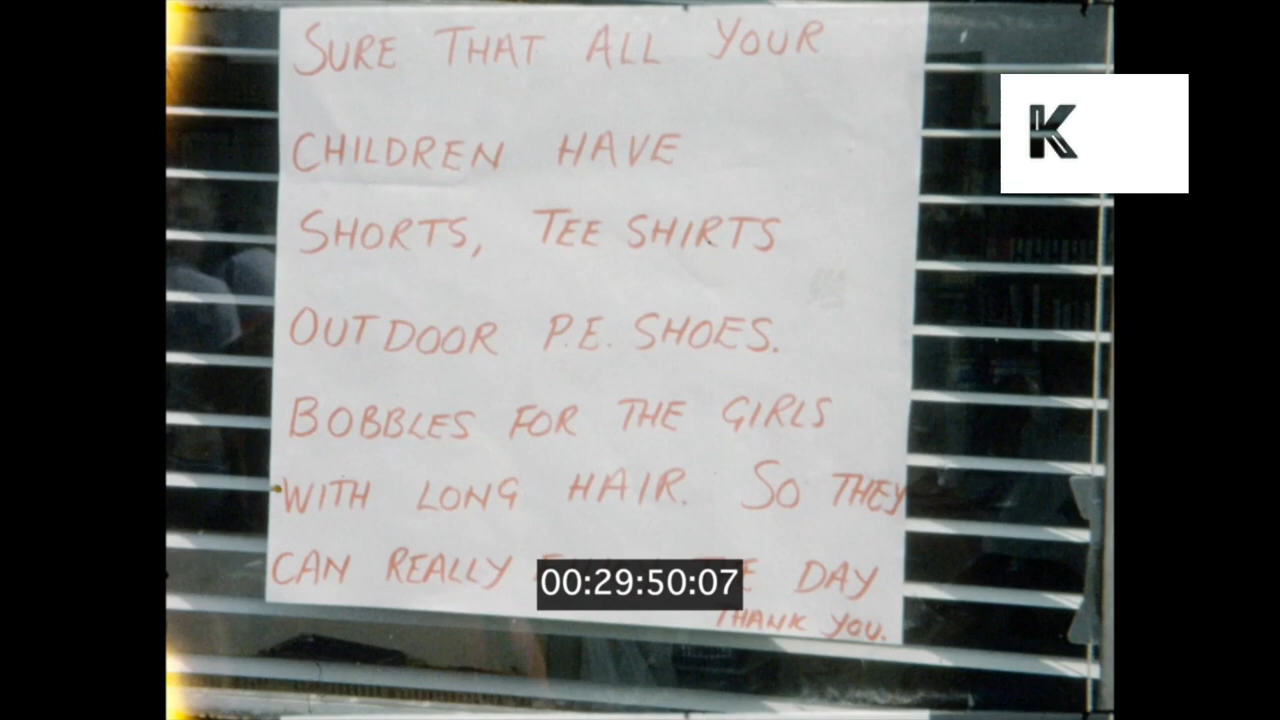 SURE THAT ALL YOUR
K
CHILDREN HAVE
SHORTS, TEE SHIRTS
OUTDOOR P.E. SHOES.
BOBBLES FOR THE GIRLS
WITH LONG HAIR. SO THEY
CAN READLLY DAY
00:29:50:07
THANK YOU.